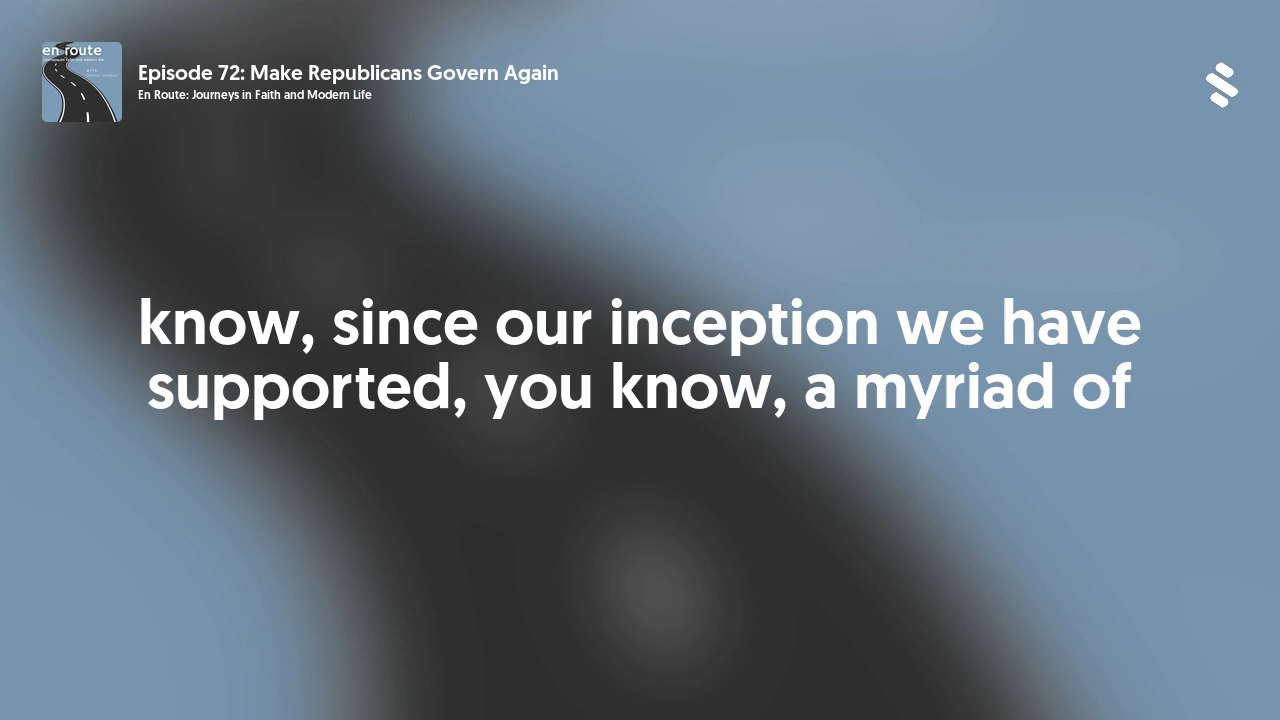 en route
Episode 72: Make Republicans Govern Again
En Route: Journeys in Faith and Modern Life
know, since our inception we have
supported, you know, a myriad of